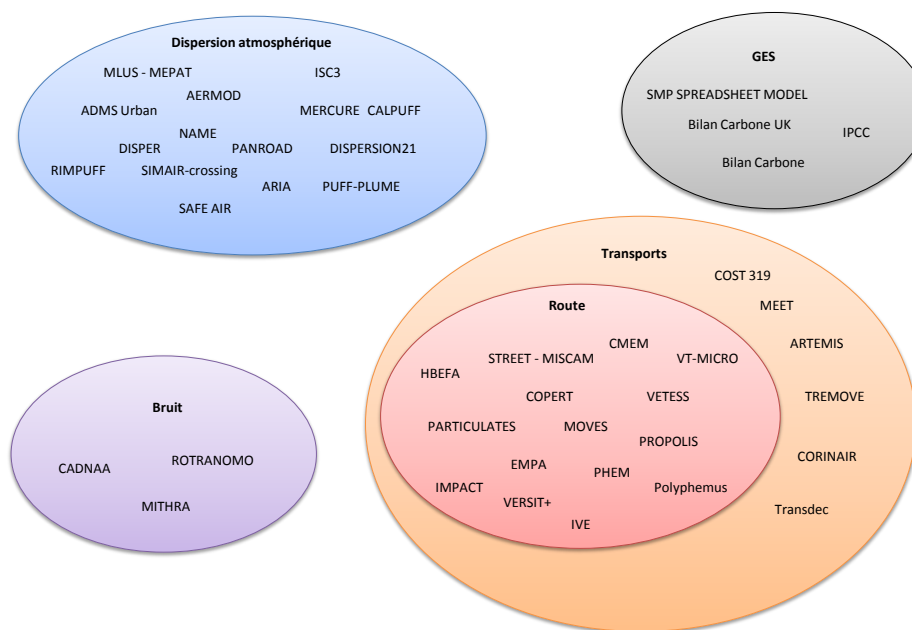 Dispersion atmosphérique
MLUS - MEPAT
ISC3
AERMOD
ADMS Urban
MERCURE CALPUFF
NAME
DISPER
PANROAD
DISPERSION21
RIMPUFF
SIMAIR-crossing
ARIA
PUFF-PLUME
SAFE AIR
GES
SMP SPREADSHEET MODEL
Bilan Carbone UK
IPCC
Bilan Carbone
Transports
COST 319
MEET
ARTEMIS
TREMOVE
CORINAIR
Transdec
Route
CMEM
STREET - MISCAM
VT-MICRO
HBEFA
COPERT
VETESS
PARTICULATES
MOVES
PROPOLIS
EMPA
PHEM
IMPACT
Polyphemus
VERSIT+
IVE
Bruit
ROTRANOMO
CADNAA
MITHRA